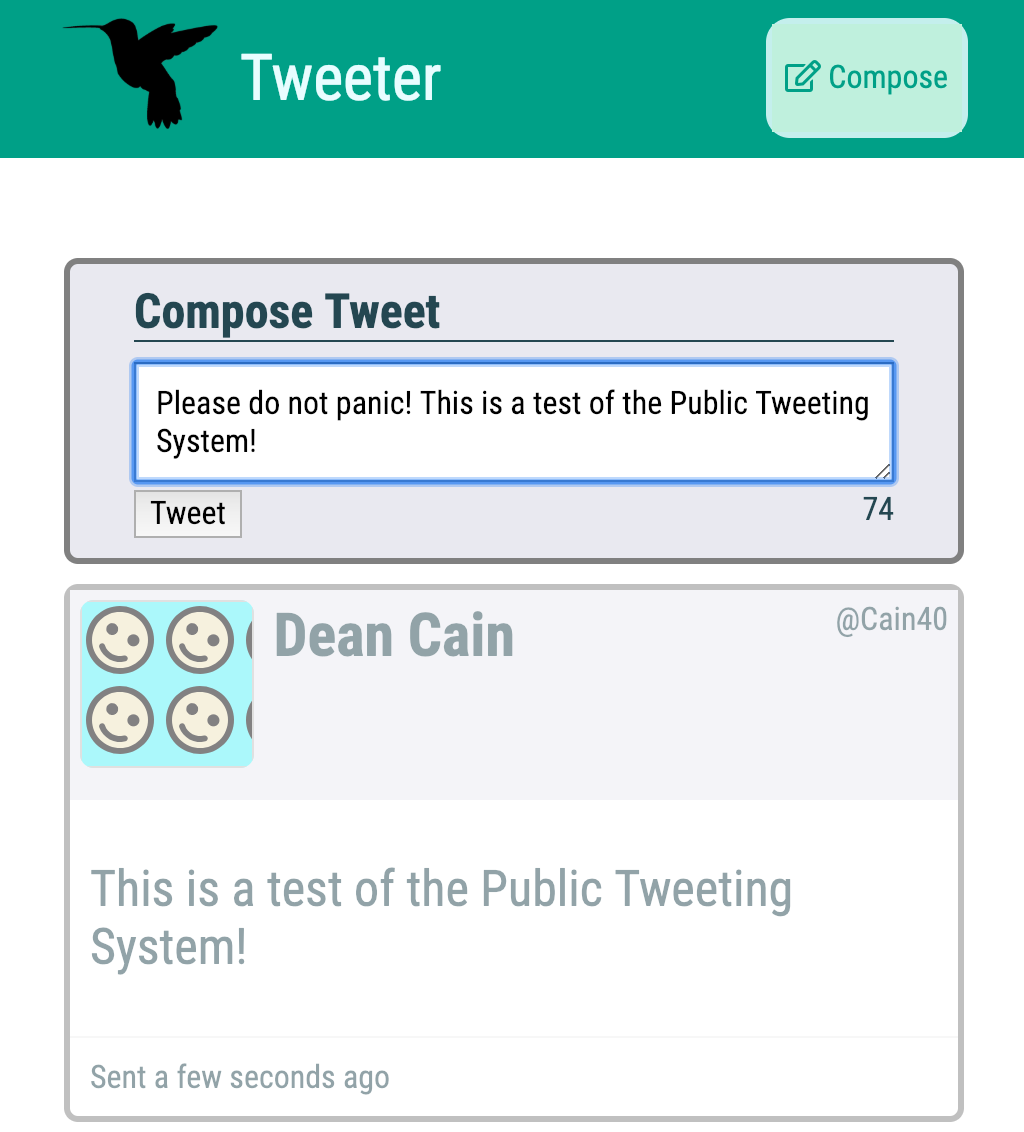 Tweeter
Compose
Compose Tweet
Please do not panic! This is a test of the Public Tweeting
System!
Tweet
74
Dean Cain
@Cain40
This is a test of the Public Tweeting
System!
Sent a few seconds ago